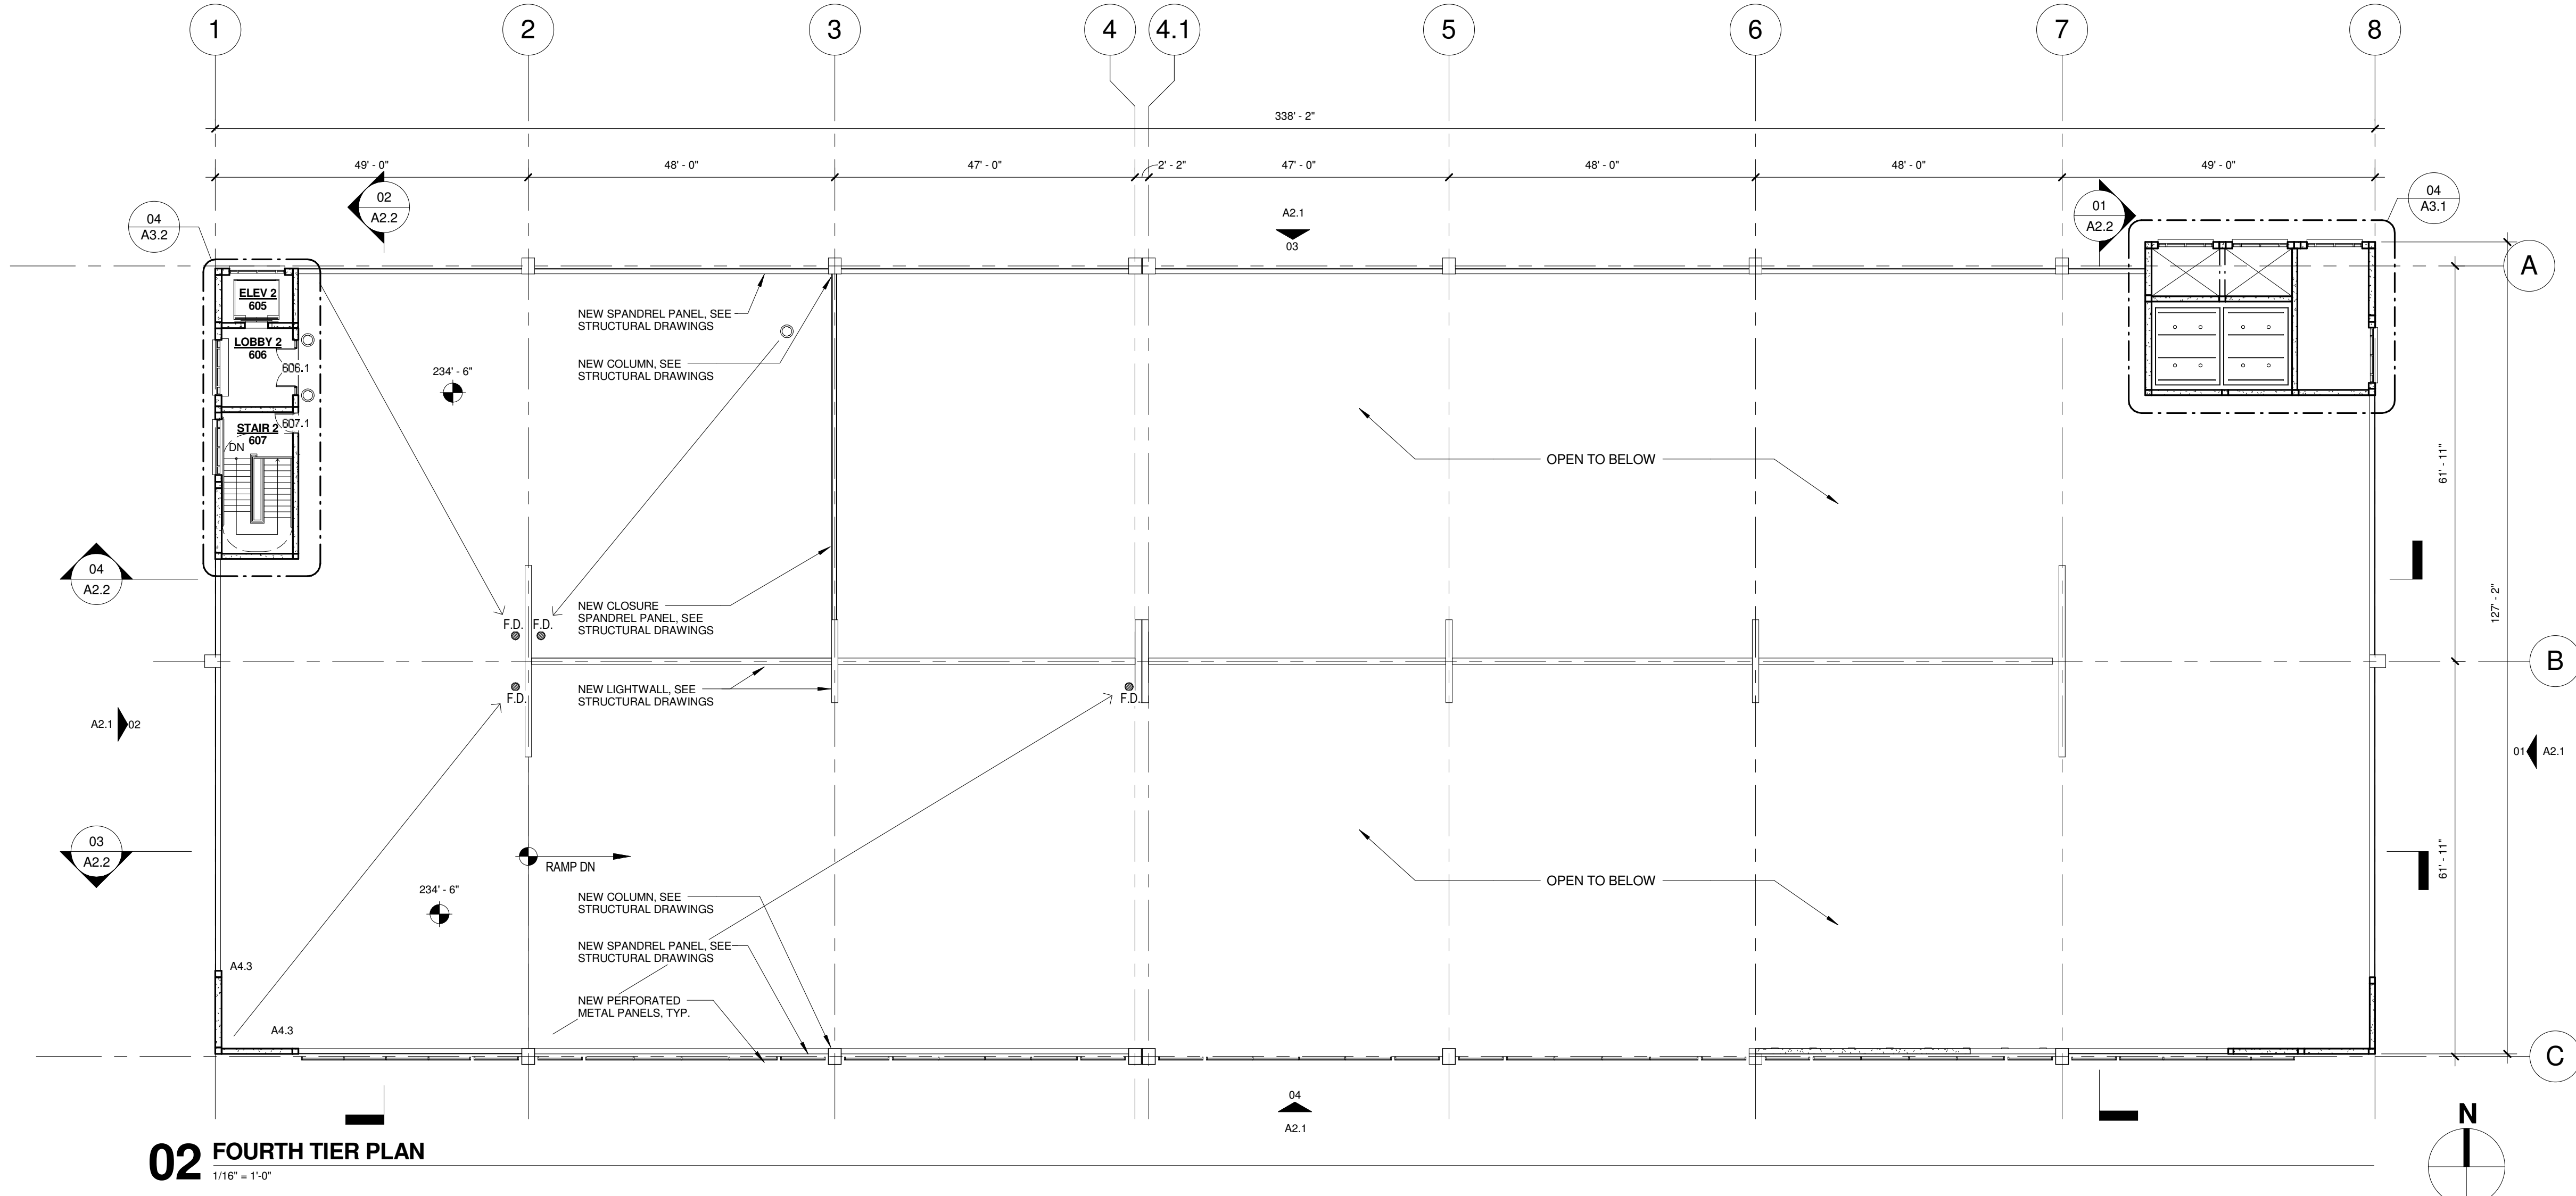 1
2
3
4
4.1
5
6
7
8
338' - 2"
49' - 0"
48' - 0"
47' - 0"
2' - 2"
47' - 0"
48' - 0"
48' - 0"
49' - 0"
04
A3.2
02
A2.2
A2.1
03
01
A2.2
04
A3.1
A
ELEV 2
605
LOBBY 2
606
606.1
STAIR 2
607
607.1
DN
234' - 6"
NEW SPANDREL PANEL, SEE
STRUCTURAL DRAWINGS
NEW COLUMN, SEE
STRUCTURAL DRAWINGS
OPEN TO BELOW
61' - 11"
127' - 2"
04
A2.2
NEW CLOSURE
SPANDREL PANEL, SEE
STRUCTURAL DRAWINGS
F.D.
F.D.
B
NEW LIGHTWALL, SEE
STRUCTURAL DRAWINGS
F.D.
F.D.
A2.1
02
01
A2.1
03
A2.2
RAMP DN
234' - 6"
NEW COLUMN, SEE
STRUCTURAL DRAWINGS
OPEN TO BELOW
61' - 11"
NEW SPANDREL PANEL, SEE
STRUCTURAL DRAWINGS
NEW PERFORATED
METAL PANELS, TYP.
A4.3
A4.3
C
04
A2.1
N
02 FOURTH TIER PLAN
1/16" = 1'-0"